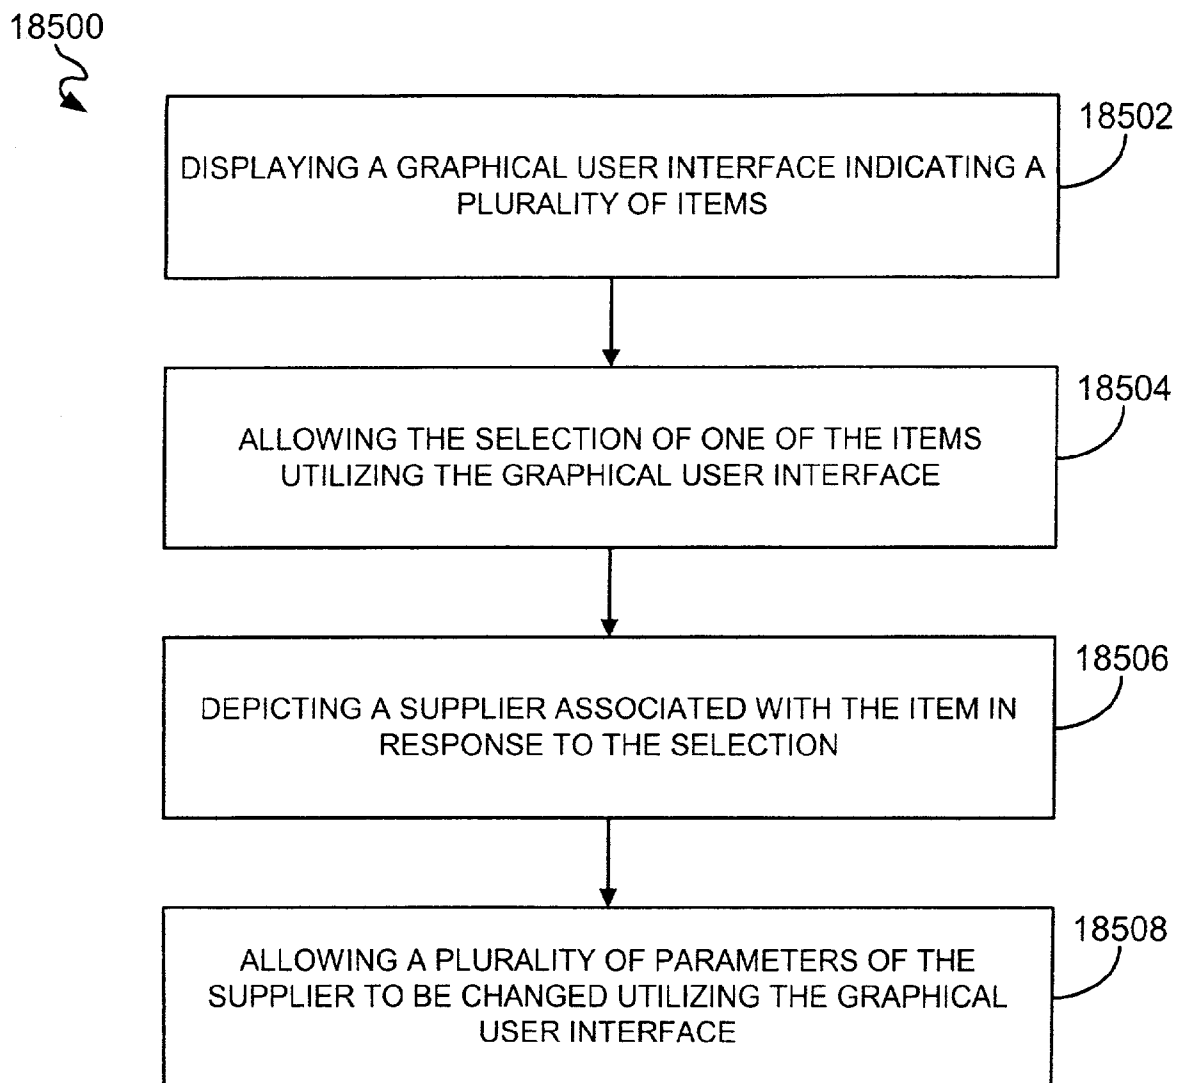 18500
18502
DISPLAYING A GRAPHICAL USER INTERFACE INDICATING A
PLURALITY OF ITEMS
18504
ALLOWING THE SELECTION OF ONE OF THE ITEMS
UTILIZING THE GRAPHICAL USER INTERFACE
18506
DEPICTING A SUPPLIER ASSOCIATED WITH THE ITEM IN
RESPONSE TO THE SELECTION
18508
ALLOWING A PLURALITY OF PARAMETERS OF THE
SUPPLIER TO BE CHANGED UTILIZING THE GRAPHICAL
USER INTERFACE